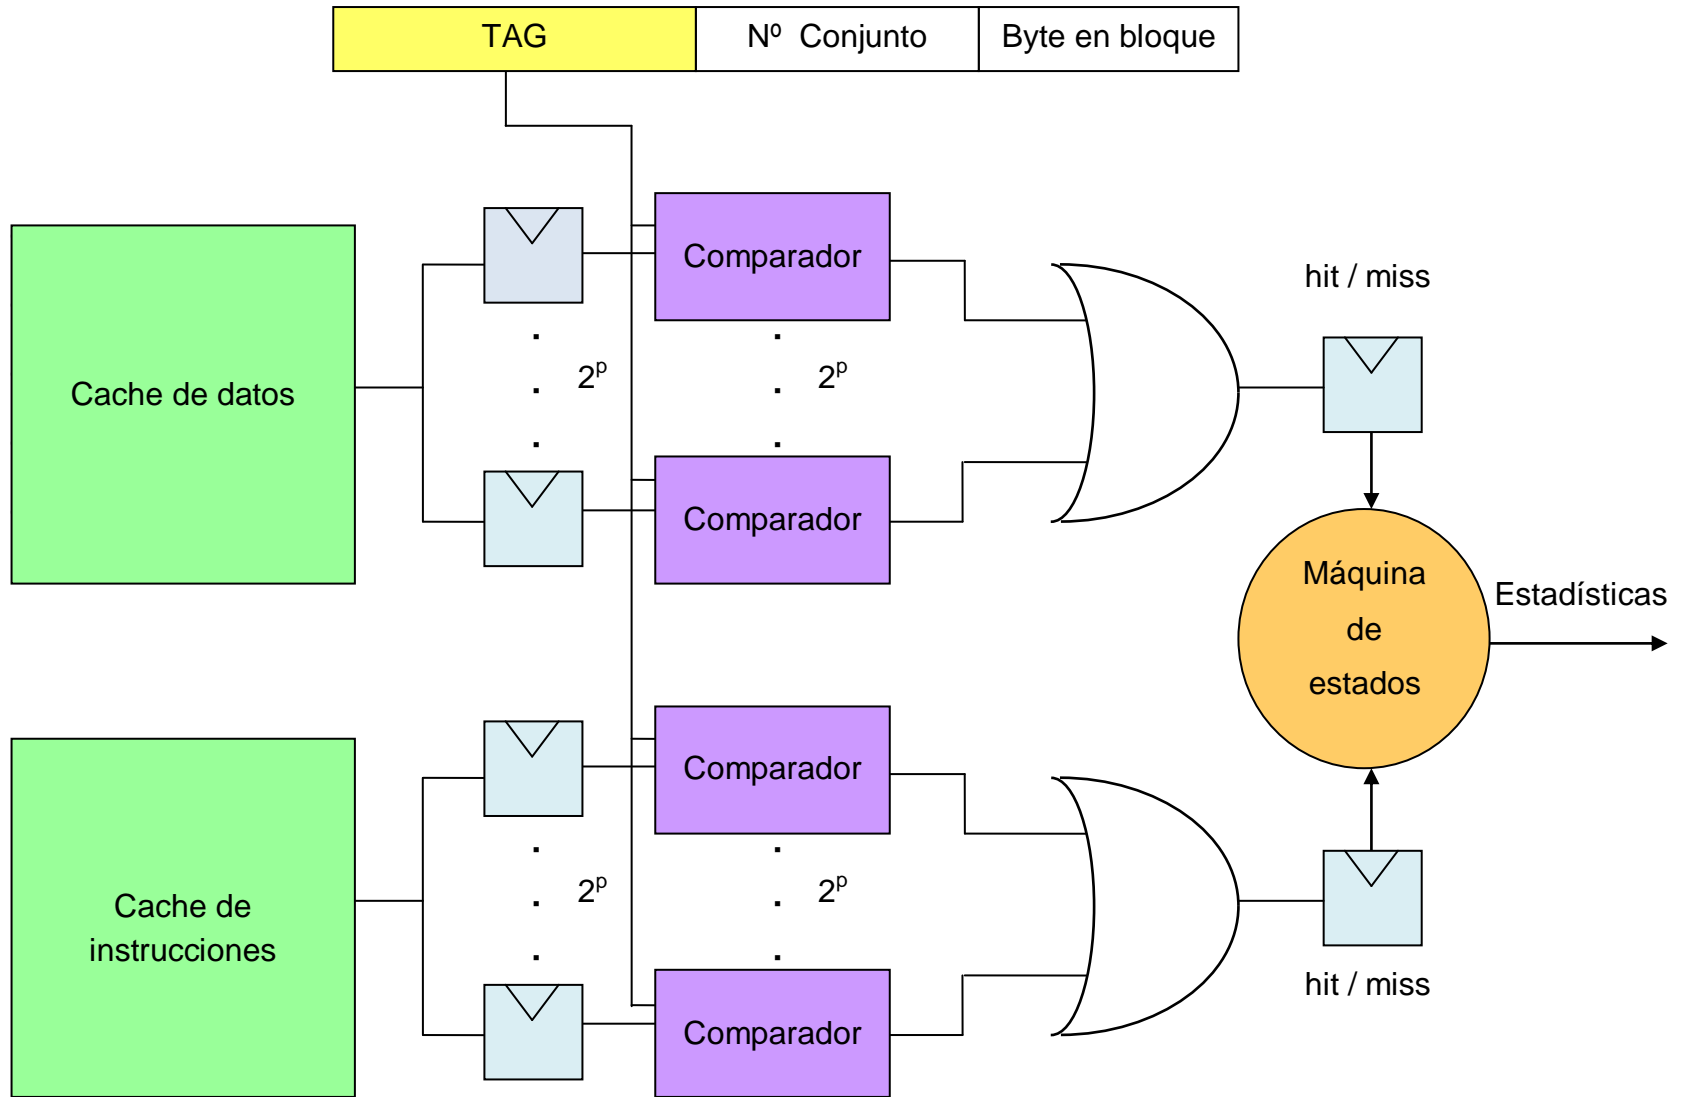 TAG
Nº Conjunto
Byte en bloque
Cache de datos
2ᵖ
Comparador
2ᵖ
Comparador
hit / miss
Máquina
de
estados
Estadísticas
Cache de
instrucciones
2ᵖ
Comparador
2ᵖ
Comparador
hit / miss